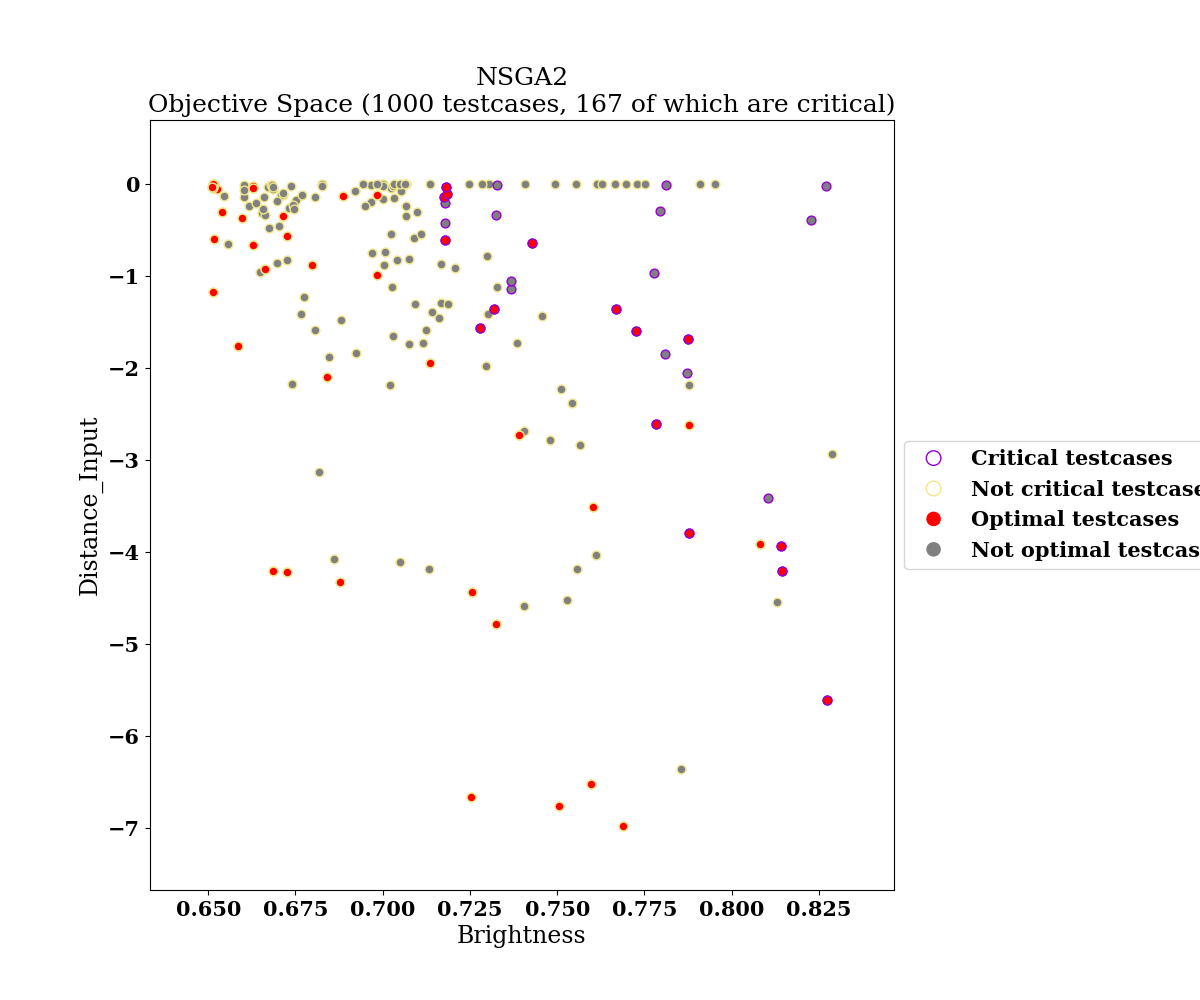 NSGA2
Objective Space (1000 testcases, 167 of which are critical)
Distance_Input
0
−1
−2
−3
−4
−5
−6
−7
0.650 0.675 0.700 0.725 0.750 0.775 0.800 0.825
Brightness
Critical testcases
Not critical testcase
Optimal testcases
Not optimal testcas